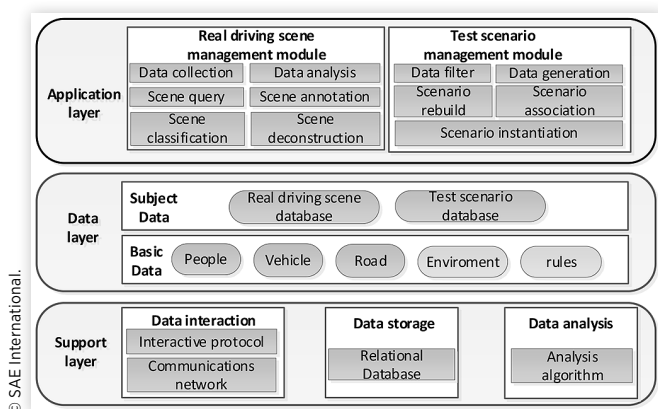 Application
layer
Real driving scene
management module
Data collection
Data analysis
Scene query
Scene annotation
Scene
classification
Scene
deconstruction
Test scenario
management module
Data filter
Data generation
Scenario
rebuild
Scenario
association
Scenario instantiation
Data
layer
Subject
Data
Real driving scene
database
Test scenario
database
Basic
Data
People
Vehicle
Road
Enviroment
rules
Support
layer
Data interaction
Interactive protocol
Communications
network
Data storage
Relational
Database
Data analysis
Analysis
algorithm
© SAE International.